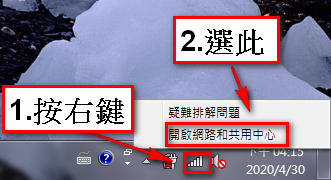 2.選此
1.按右鍵
疑難排解問題
開啟網路和共用中心
下午 04:15
2020/4/30